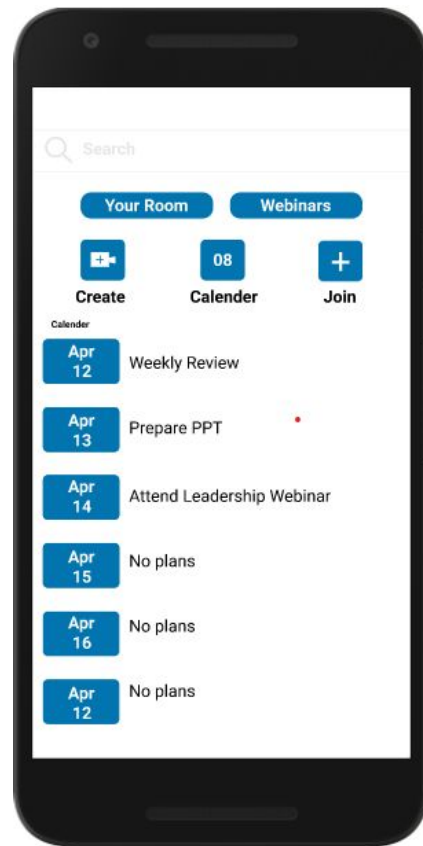 Search
Your Room Webinars
08
Create Calender Join
Calender
Apr
12
Weekly Review
Apr
13
Prepare PPT
Apr
14
Attend Leadership Webinar
Apr
15
No plans
Apr
16
No plans
Apr
12
No plans